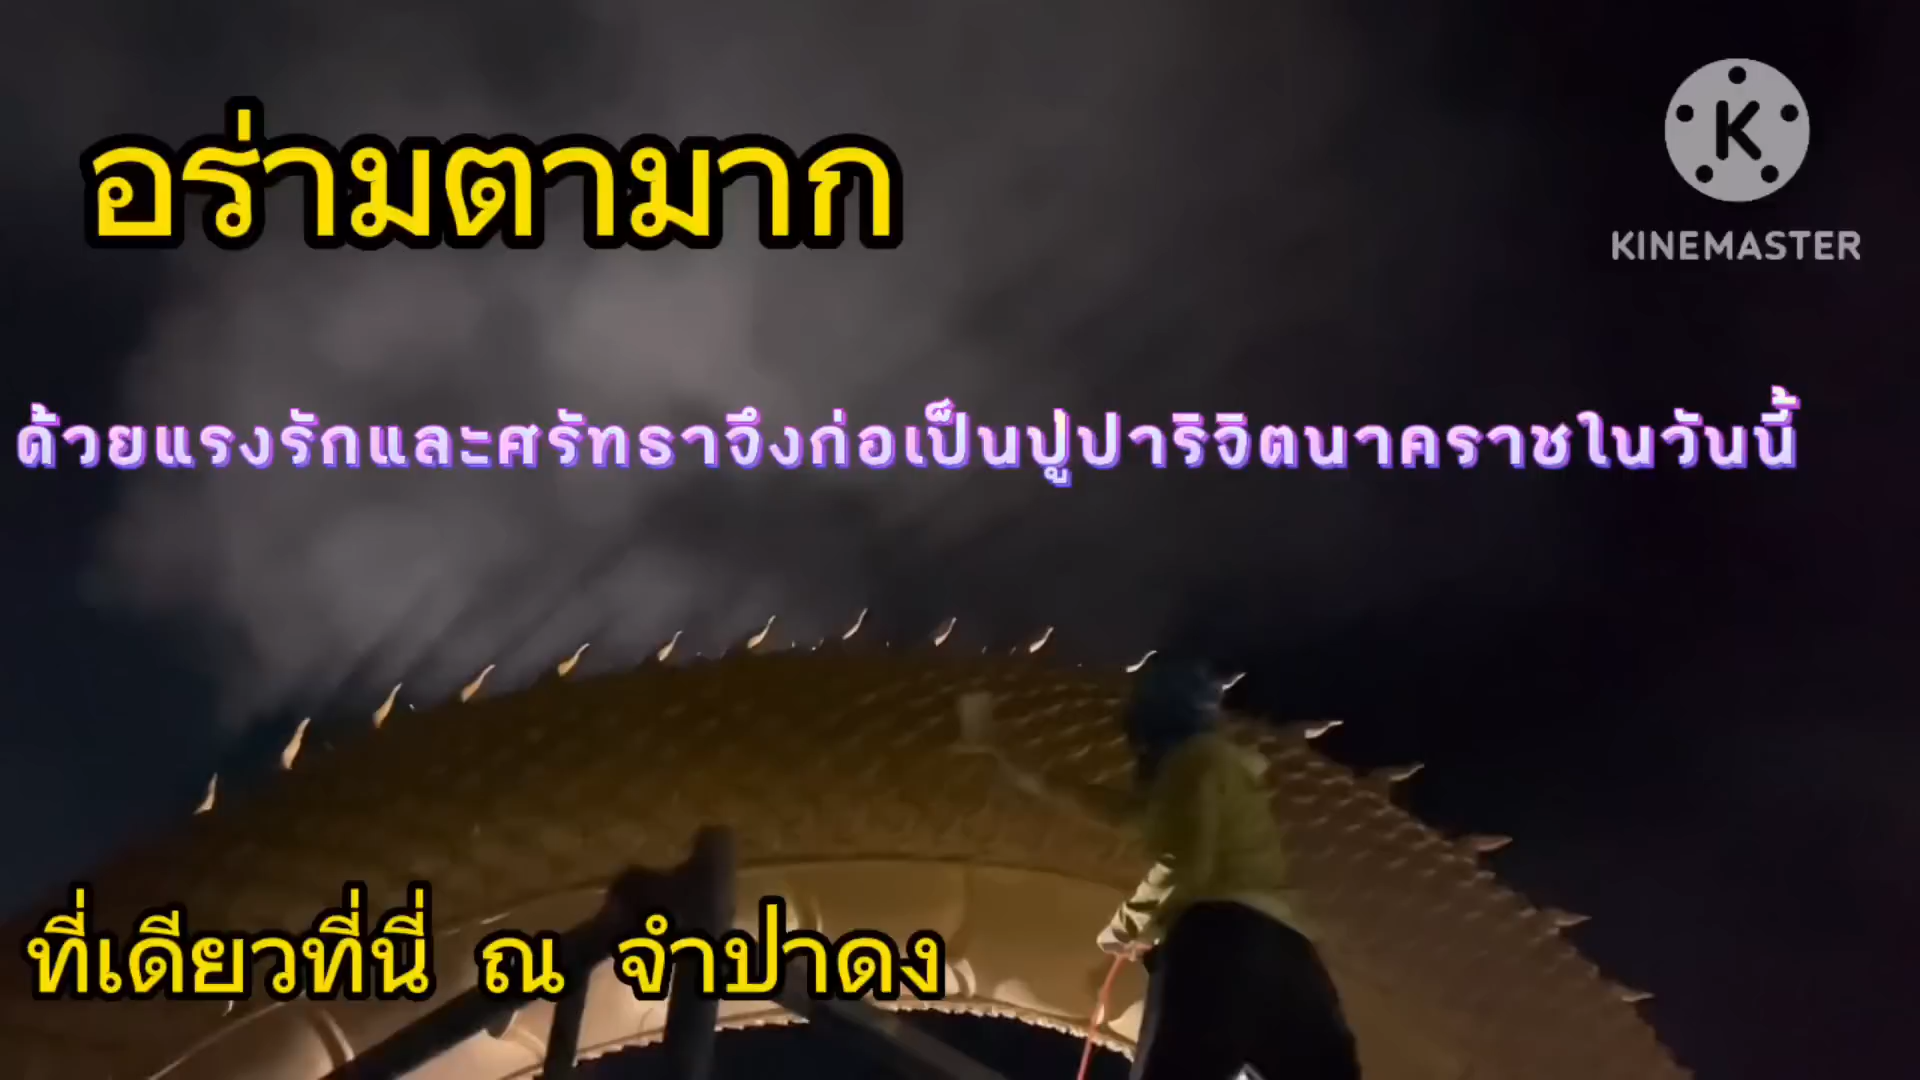 อร่ามตามาก
KINEMASTER
ด้วยแรงรักและศรัทราจึงก่อเป็นปู่ปาริจิตนาคราชในวันนี้
ที่เดียวที่นี่ ณ จำปาดง